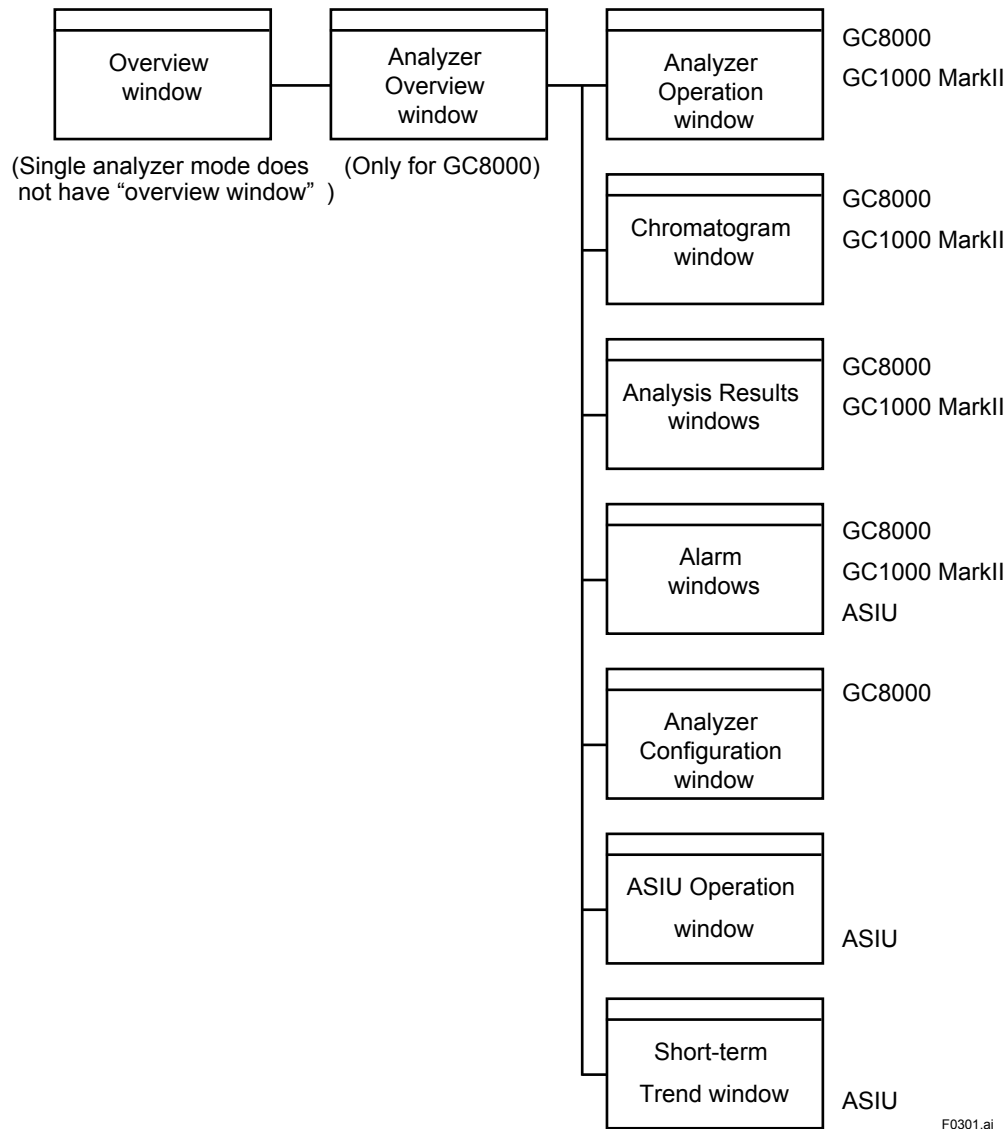 Overview
window
(Single analyzer mode does
not have “overview window” )
Analyzer
Overview
window
(Only for GC8000)
Analyzer
Operation
window
GC8000
GC1000 MarkII
Chromatogram
window
GC8000
GC1000 MarkII
Analysis Results
windows
GC8000
GC1000 MarkII
Alarm
windows
GC8000
GC1000 MarkII
ASIU
Analyzer
Configuration
window
GC8000
ASIU Operation
window
ASIU
Short-term
Trend window
ASIU
F0301.ai